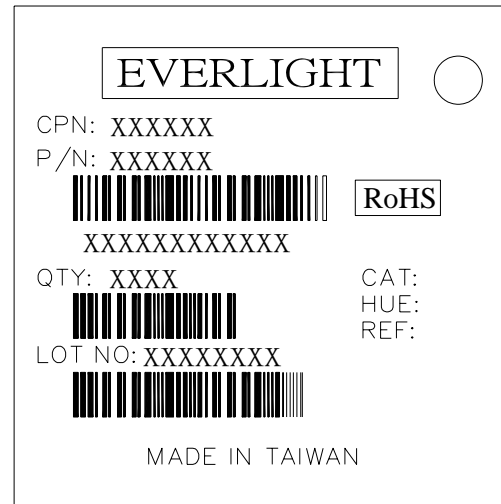 EVERLIGHT
CPN: XXXXXX
P/N: XXXXXX
RoHS
XXXXXXXXXXXX
QTY: XXXX
CAT:
HUE:
REF:
LOT NO: XXXXXXXX
MADE IN TAIWAN